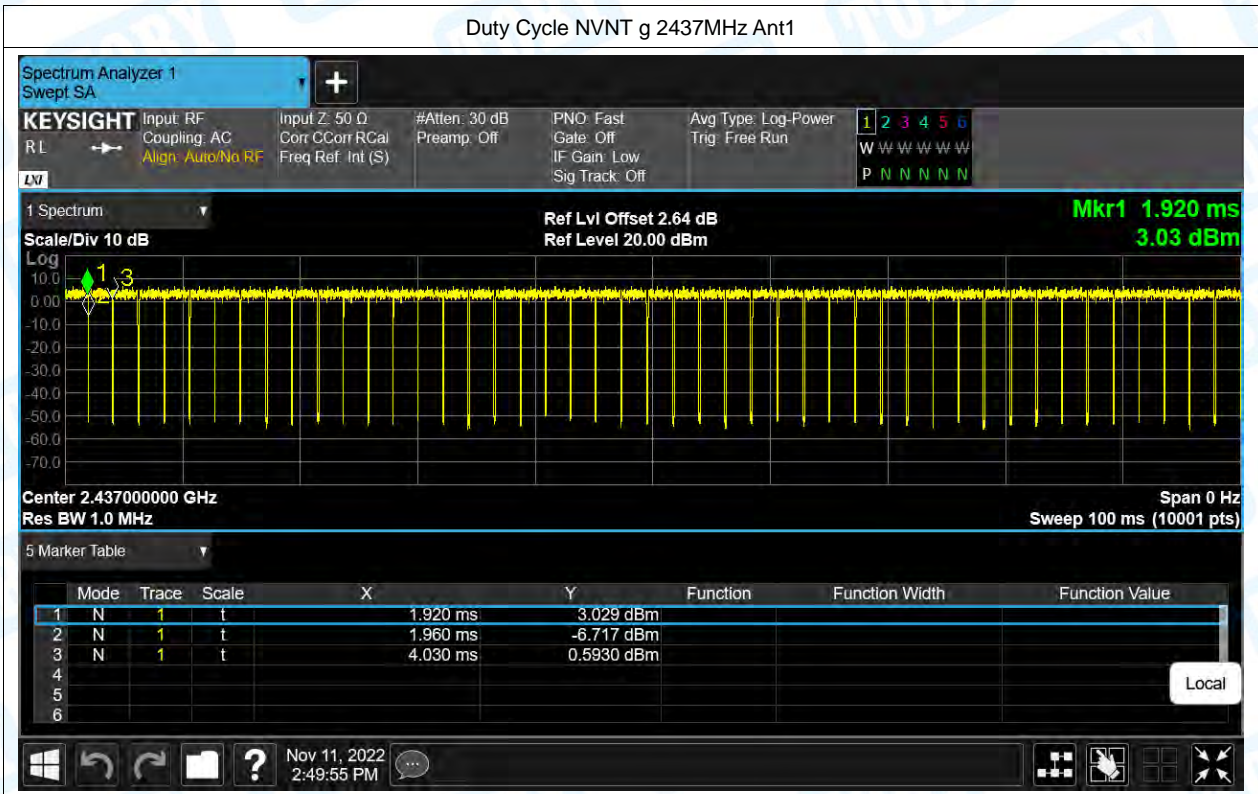 Duty Cycle NVNT g 2437MHz Ant1
Spectrum Analyzer 1
Swept SA
+
KEYSIGHT
RL
LXI
Input: RF
Coupling: AC
Align: Auto/No RF
Input Z: 50 Ω
Corr CCorr RCal
Freq Ref: Int (S)
#Atten: 30 dB
Preamp: Off
PNO: Fast
Gate: Off
IF Gain: Low
Sig Track: Off
Avg Type: Log-Power
Trig: Free Run
1 2 3 4 5 6
W W W W W W
P N N N N N
1 Spectrum
Scale/Div 10 dB
Ref Lvl Offset 2.64 dB
Ref Level 20.00 dBm
Mkr1 1.920 ms
3.03 dBm
Log
10.0
0.00
-10.0
-20.0
-30.0
-40.0
-50.0
-60.0
-70.0
1 3
2
Center 2.437000000 GHz
Res BW 1.0 MHz
Span 0 Hz
Sweep 100 ms (10001 pts)
5 Marker Table
Mode Trace Scale X Y Function Function Width Function Value
1 N 1 t 1.920 ms 3.029 dBm
2 N 1 t 1.960 ms -6.717 dBm
3 N 1 t 4.030 ms 0.5930 dBm
4
5
6
Local
?
Nov 11, 2022
2:49:55 PM